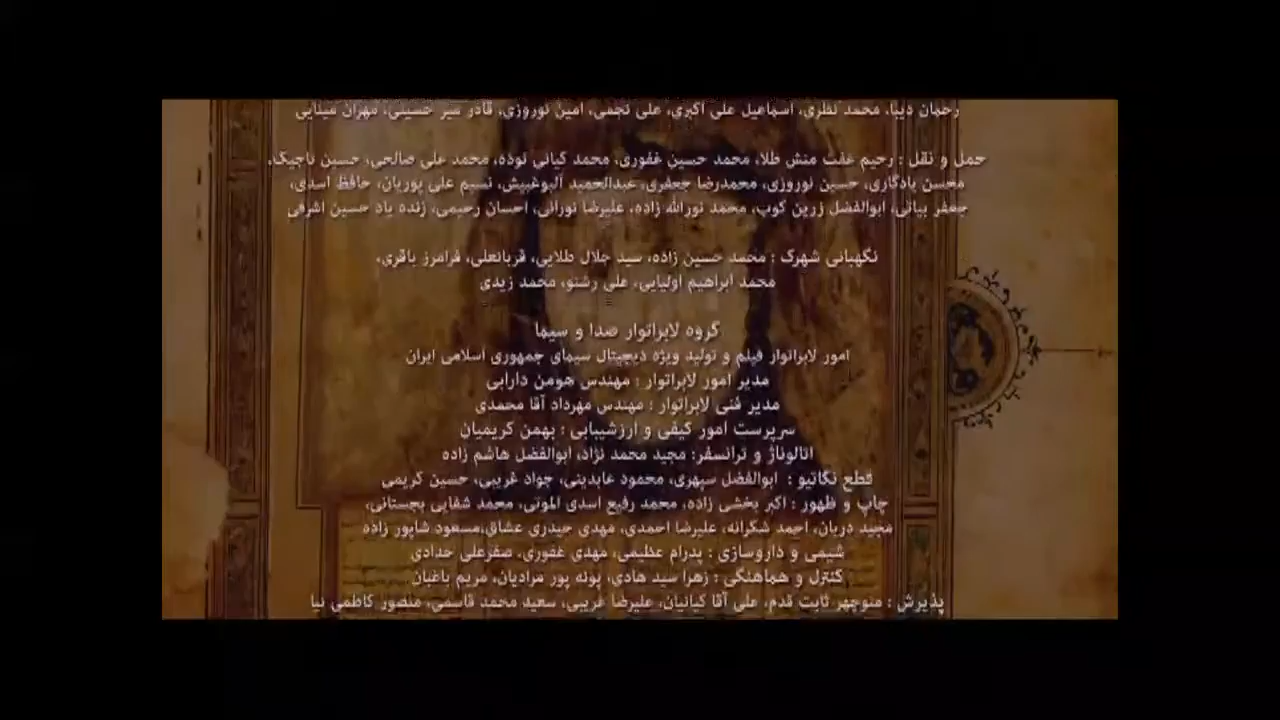 رحمان دیبا، محمد نظری، اسماعیل علی اکبری، علی نجمی، امین نوروزی، قادر میر حسینی، مهران مینایی
حمل و نقل : رحیم عفت منش طلا، محمد حسین غفوری، محمد کیانی توده، محمد علی صالحی، حسین تاجیک،
محسن یادگاری، حسین نوروزی، محمدرضا جعفری، عبدالحمید آلبوغبیش، نسیم علی پوریان، حافظ اسدی،
جعفر بیاتی، ابوالفضل زرین کوب، محمد نورالله زاده، علیرضا نورانی، احسان رحیمی، زنده یاد حسین اشرفی
نگهبانی شهرک : محمد حسین زاده، سید جلال طلایی، قربانعلی، فرامرز باقری،
محمد ابراهیم اولیایی، علی رشنو، محمد زیدی
گروه لابراتوار صدا و سیما
امور لابراتوار فیلم و تولید ویژه دیجیتال سیمای جمهوری اسلامی ایران
مدیر امور لابراتوار : مهندس هومن دارابی
مدیر فنی لابراتوار : مهندس مهرداد آقا محمدی
سرپرست امور کیفی و ارزشیابی : بهمن کریمیان
اتالوناژ و ترانسفر: مجید محمد نژاد، ابوالفضل هاشم زاده
قطع نگاتیو : ابوالفضل سپهری، محمود عابدینی، جواد غریبی، حسین کریمی
چاپ و ظهور : اکبر بخشی زاده، محمد رفیع اسدی الموتی، محمد شفایی بجستانی،
مجید دربان، احمد شکرانه، علیرضا احمدی، مهدی حیدری عشاق،مسعود شاپور زاده
شیمی و داروسازی : پدرام عظیمی، مهدی غفوری، صفرعلی حدادی
کنترل و هماهنگی : زهرا سید هادی، پونه پور مرادیان، مریم باغبان
پذیرش : منوچهر ثابت قدم، علی آقا کیانیان، علیرضا غریبی، سعید محمد قاسمی، منصور کاظمی نیا